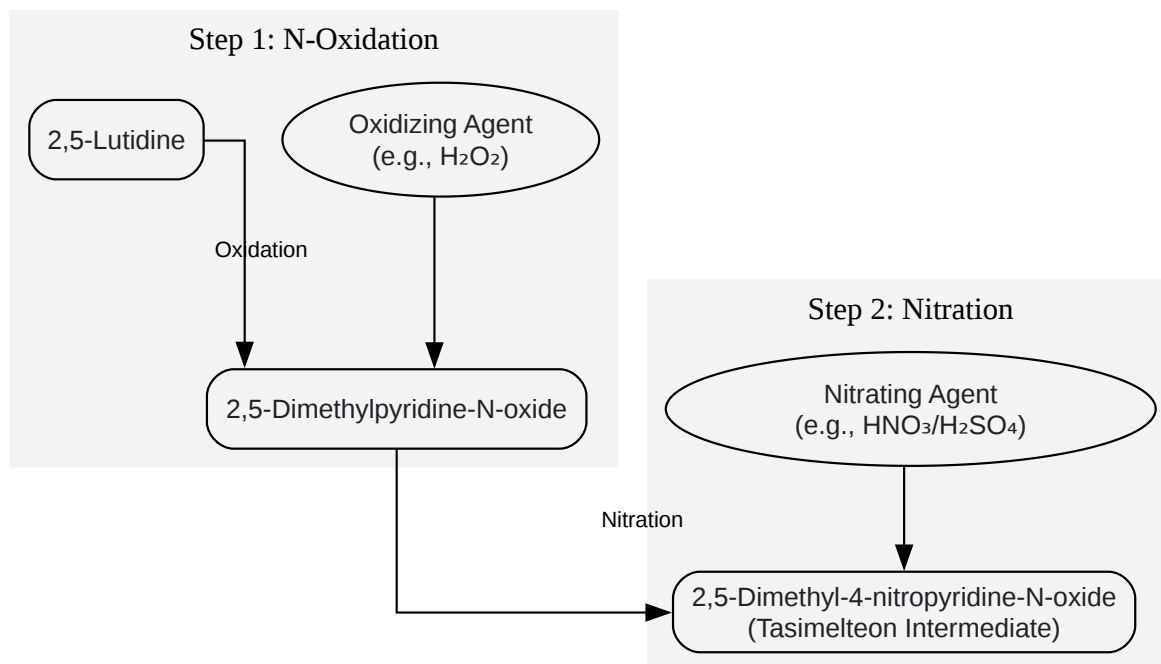 Step 1: N-Oxidation
2,5-Lutidine
Oxidizing Agent
(e.g., H₂O₂)
Oxidation
2,5-Dimethylpyridine-N-oxide
Step 2: Nitration
Nitrating Agent
(e.g., HNO₃/H₂SO₄)
Nitration
2,5-Dimethyl-4-nitropyridine-N-oxide
(Tasimelteon Intermediate)